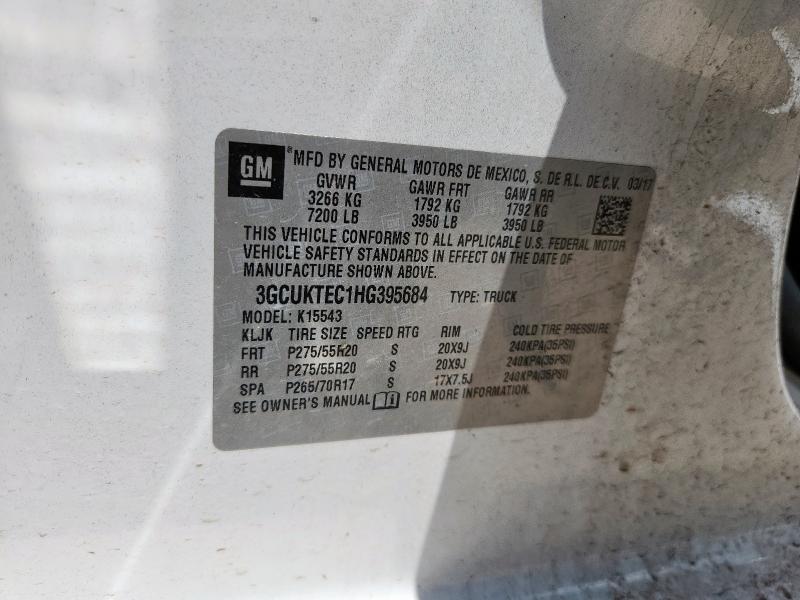 GM ® MFD BY GENERAL MOTORS DE MEXICO, S. DE R.L. DE C.V. 03/17
GVWR GAWR FRT GAWR RR
3266 KG 1792 KG 1792 KG
7200 LB 3950 LB 3950 LB
THIS VEHICLE CONFORMS TO ALL APPLICABLE U.S. FEDERAL MOTOR
VEHICLE SAFETY STANDARDS IN EFFECT ON THE DATE OF
MANUFACTURE SHOWN ABOVE.
3GCUKTEC1HG395684 TYPE: TRUCK
MODEL: K15543
KLJK TIRE SIZE SPEED RTG RIM COLD TIRE PRESSURE
FRT P275/55R20 S 20X9J 240KPA(35PSI)
RR P275/55R20 S 20X9J 240KPA(35PSI)
SPA P265/70R17 S 17X7.5J 240KPA(35PSI)
SEE OWNER'S MANUAL FOR MORE INFORMATION.